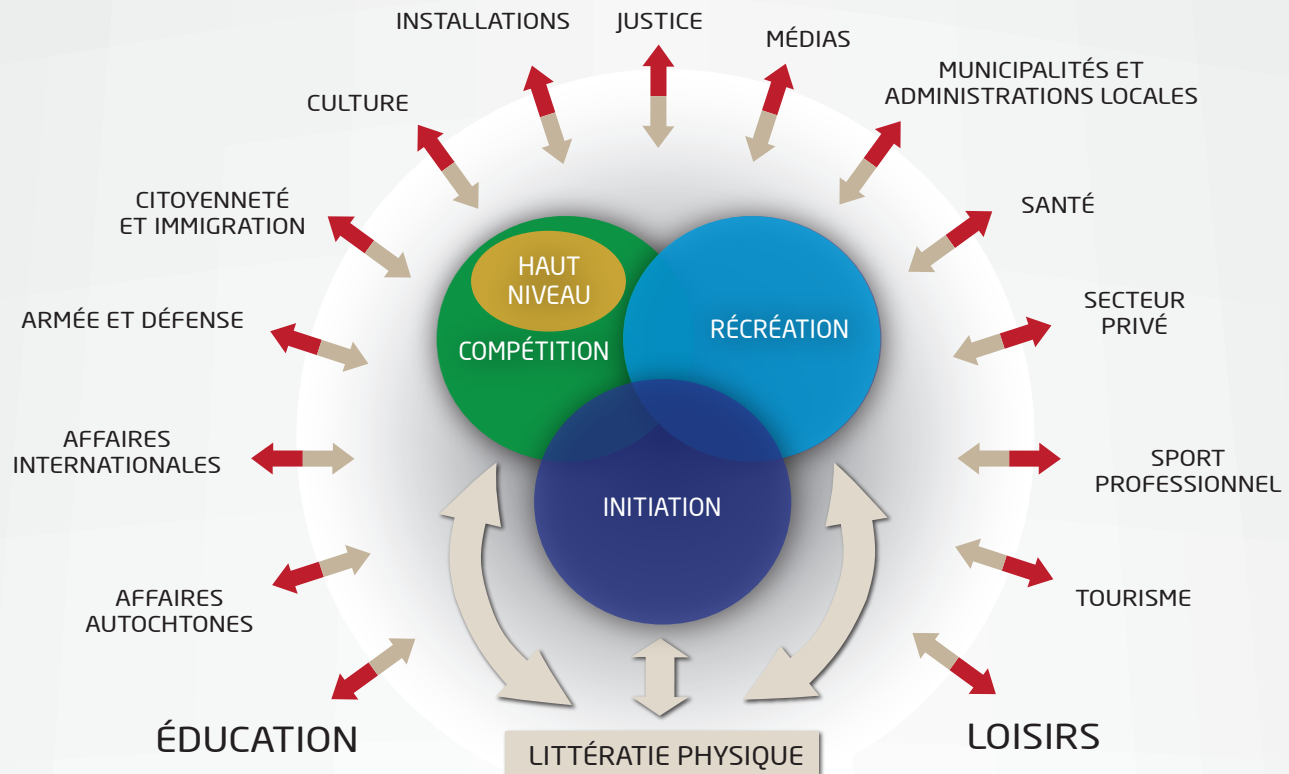 INSTALLATIONS
JUSTICE
MÉDIAS
MUNICIPALITÉS ET
ADMINISTRATIONS LOCALES
CULTURE
CITOYENNETÉ
ET IMMIGRATION
SANTÉ
HAUT
NIVEAU
COMPÉTITION
RÉCRÉATION
SECTEUR
PRIVÉ
ARMÉE ET DÉFENSE
AFFAIRES
INTERNATIONALES
SPORT
PROFESSIONNEL
INITIATION
AFFAIRES
AUTOCHTONES
TOURISME
ÉDUCATION
LOISIRS
LITTÉRATIE PHYSIQUE